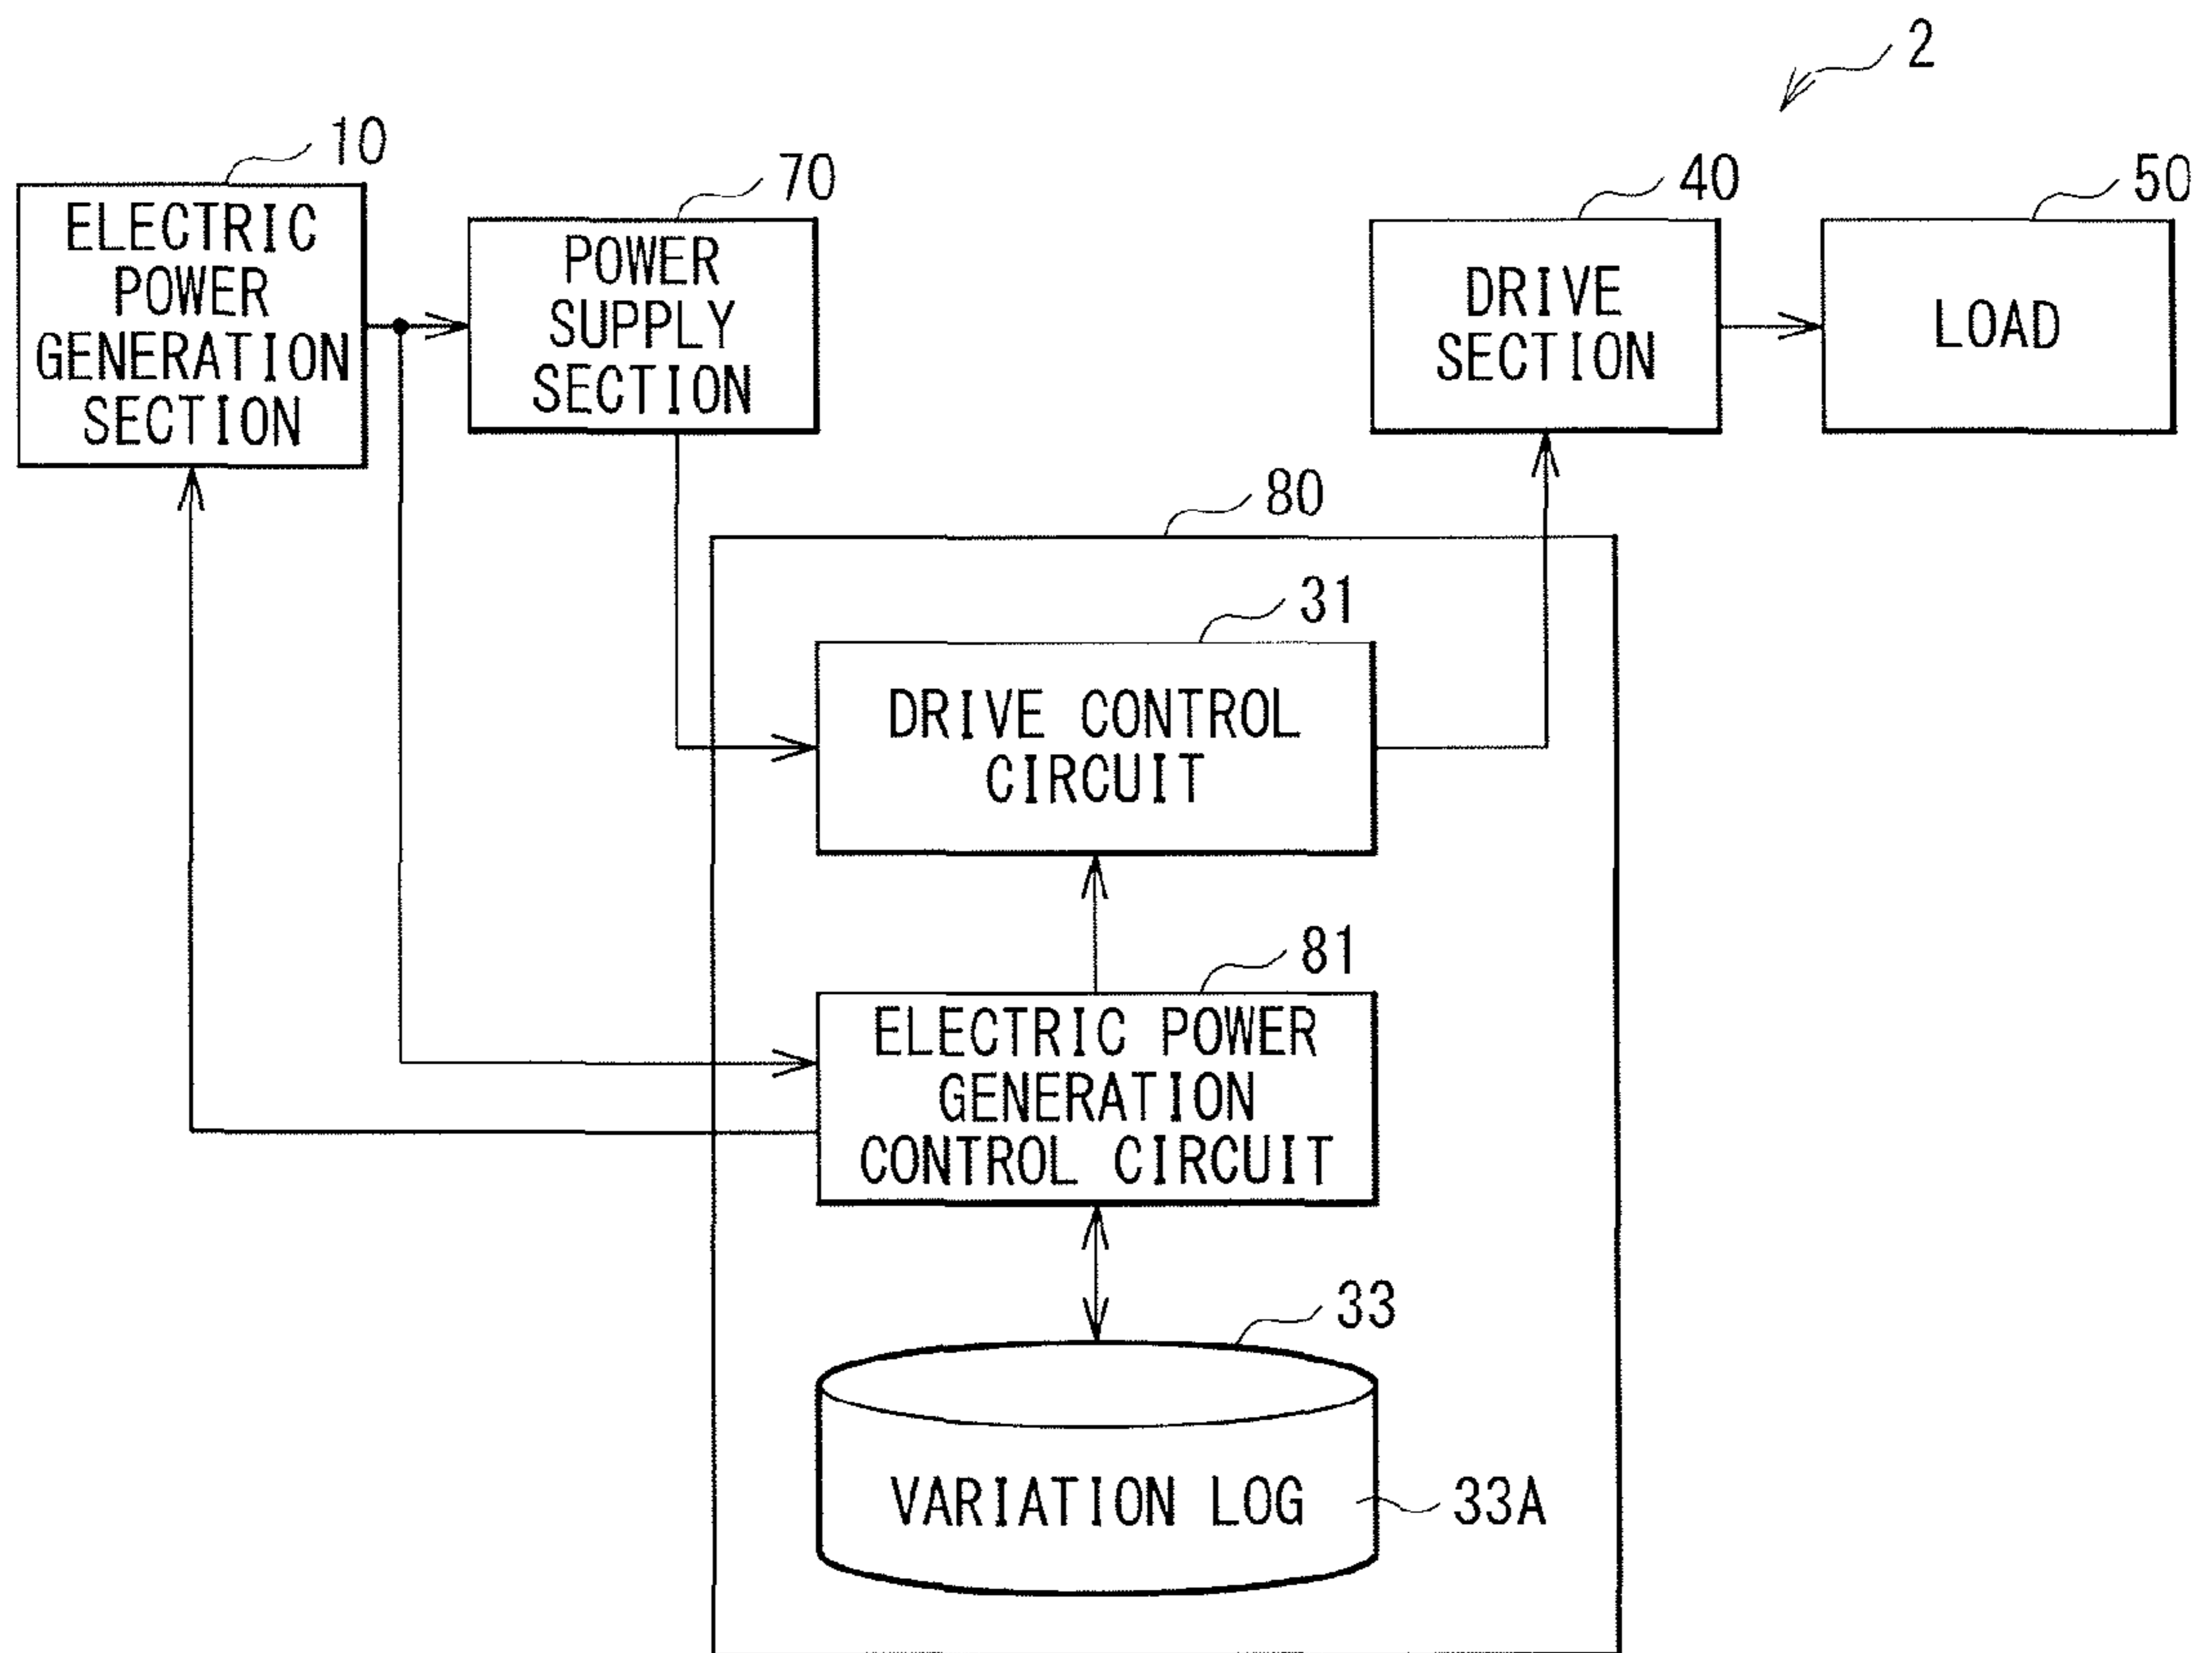 2
10
ELECTRIC
POWER
GENERATION
SECTION
70
POWER
SUPPLY
SECTION
40
DRIVE
SECTION
50
LOAD
80
31
DRIVE CONTROL
CIRCUIT
81
ELECTRIC POWER
GENERATION
CONTROL CIRCUIT
33
VARIATION LOG
33A